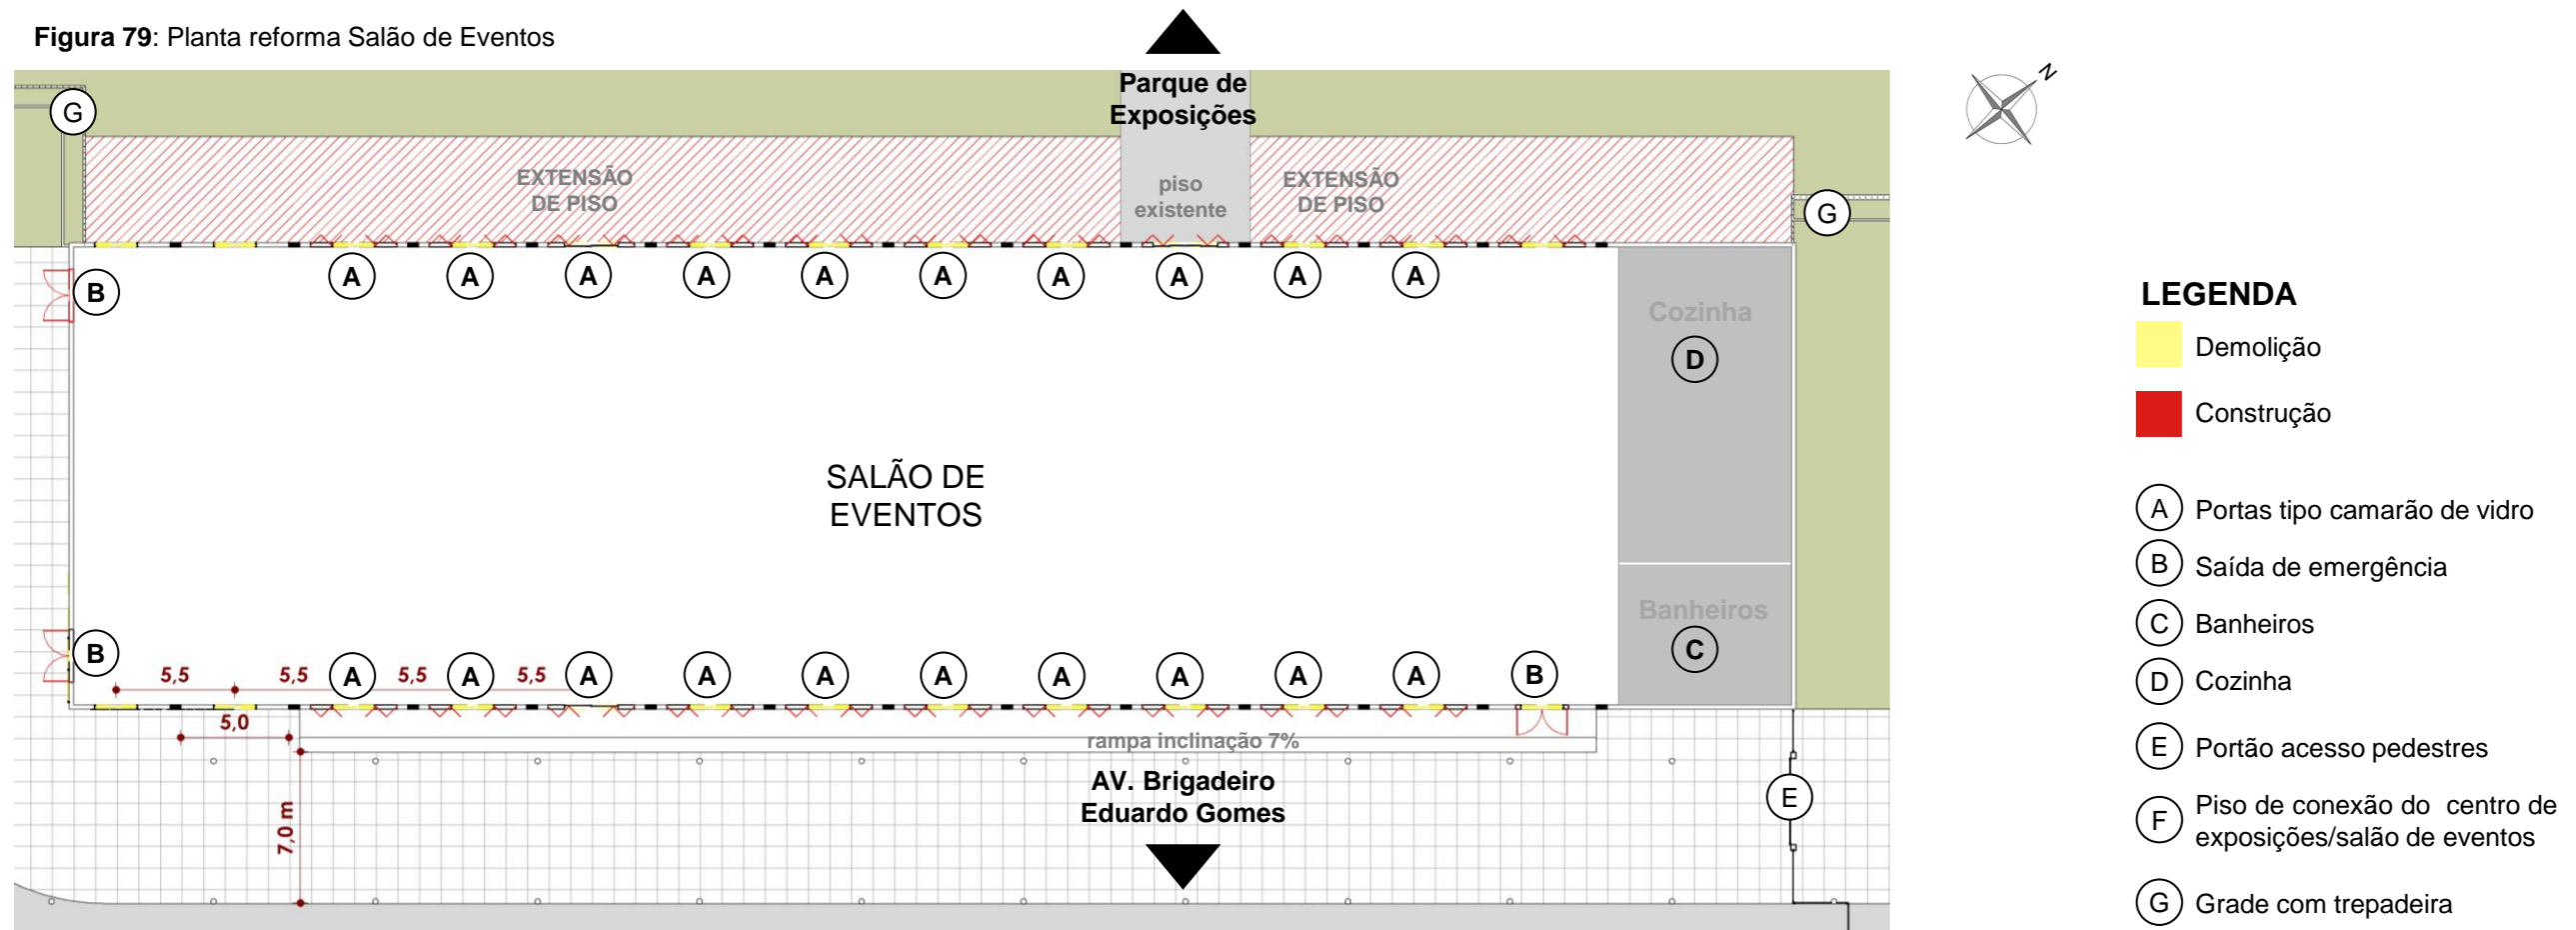 Figura 79: Planta reforma Salão de Eventos
Parque de
Exposições
N
G
EXTENSÃO
DE PISO
piso
existente
EXTENSÃO
DE PISO
G
B
A A A A A A A A A A
Cozinha
D
SALÃO DE
EVENTOS
Banheiros
C
B
5,5 5,5 5,5 5,5
A A A A A A A A A A B
5,0
rampa inclinação 7%
7,0 m
AV. Brigadeiro
Eduardo Gomes
E
LEGENDA
Demolição
Construção
A Portas tipo camarão de vidro
B Saída de emergência
C Banheiros
D Cozinha
E Portão acesso pedestres
F Piso de conexão do centro de
exposições/salão de eventos
G Grade com trepadeira